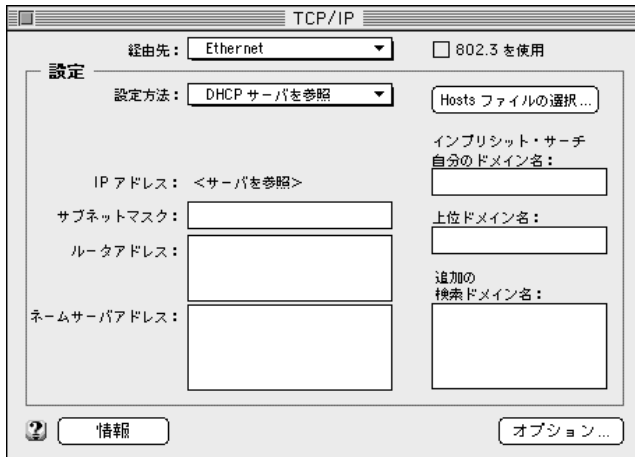 TCP/IP
経由先： Ethernet
802.3 を使用
設定
設定方法： DHCP サーバを参照
Hosts ファイルの選択...
インプリシット・サーチ
自分のドメイン名：
IP アドレス： <サーバを参照>
サブネットマスク：
上位ドメイン名：
ルータアドレス：
追加の
検索ドメイン名：
ネームサーバアドレス：
?
情報
オプション...